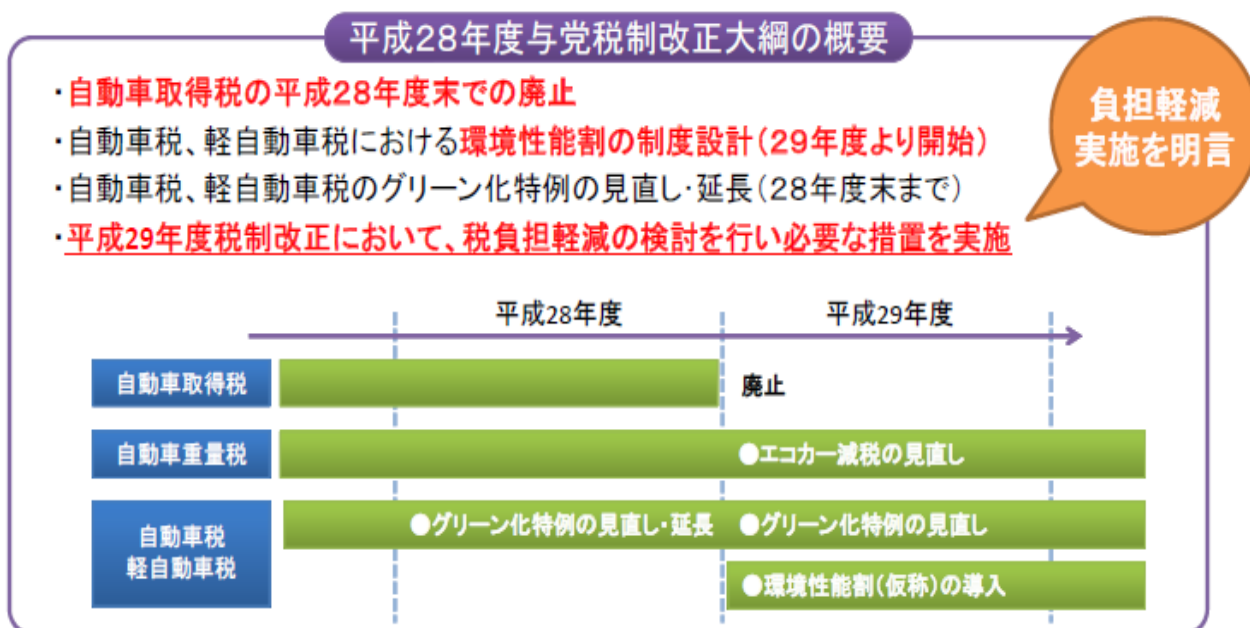 平成28年度与党税制改正大綱の概要
・自動車取得税の平成28年度末での廃止
・自動車税、軽自動車税における環境性能割の制度設計(29年度より開始)
・自動車税、軽自動車税のグリーン化特例の見直し・延長(28年度末まで)
・平成29年度税制改正において、税負担軽減の検討を行い必要な措置を実施
負担軽減
実施を明言
平成28年度 平成29年度
自動車取得税 廃止
自動車重量税 ●エコカー減税の見直し
自動車税
軽自動車税
●グリーン化特例の見直し・延長 ●グリーン化特例の見直し
●環境性能割(仮称)の導入